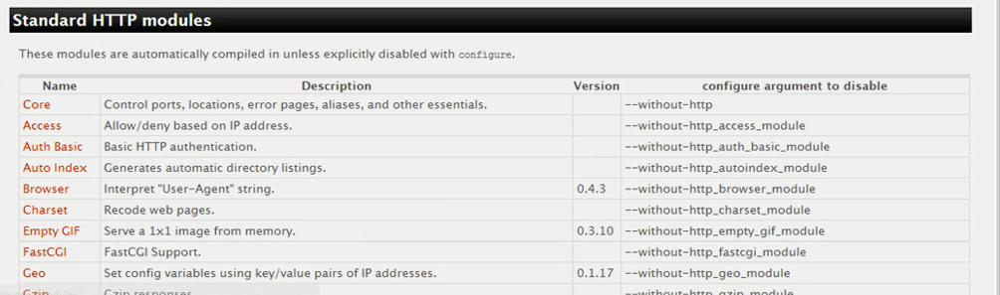 Standard HTTP modules
These modules are automatically compiled in unless explicitly disabled with configure.
Name Description Version configure argument to disable
Core Control ports, locations, error pages, aliases, and other essentials. --without-http
Access Allow/deny based on IP address. --without-http_access_module
Auth Basic Basic HTTP authentication. --without-http_auth_basic_module
Auto Index Generates automatic directory listings. --without-http_autoindex_module
Browser Interpret "User-Agent" string. 0.4.3 --without-http_browser_module
Charset Recode web pages. --without-http_charset_module
Empty GIF Serve a 1x1 image from memory. 0.3.10 --without-http_empty_gif_module
FastCGI FastCGI Support. --without-http_fastcgi_module
Geo Set config variables using key/value pairs of IP addresses. 0.1.17 --without-http_geo_module
Gzip Gzip responses. --without-http_gzip_module